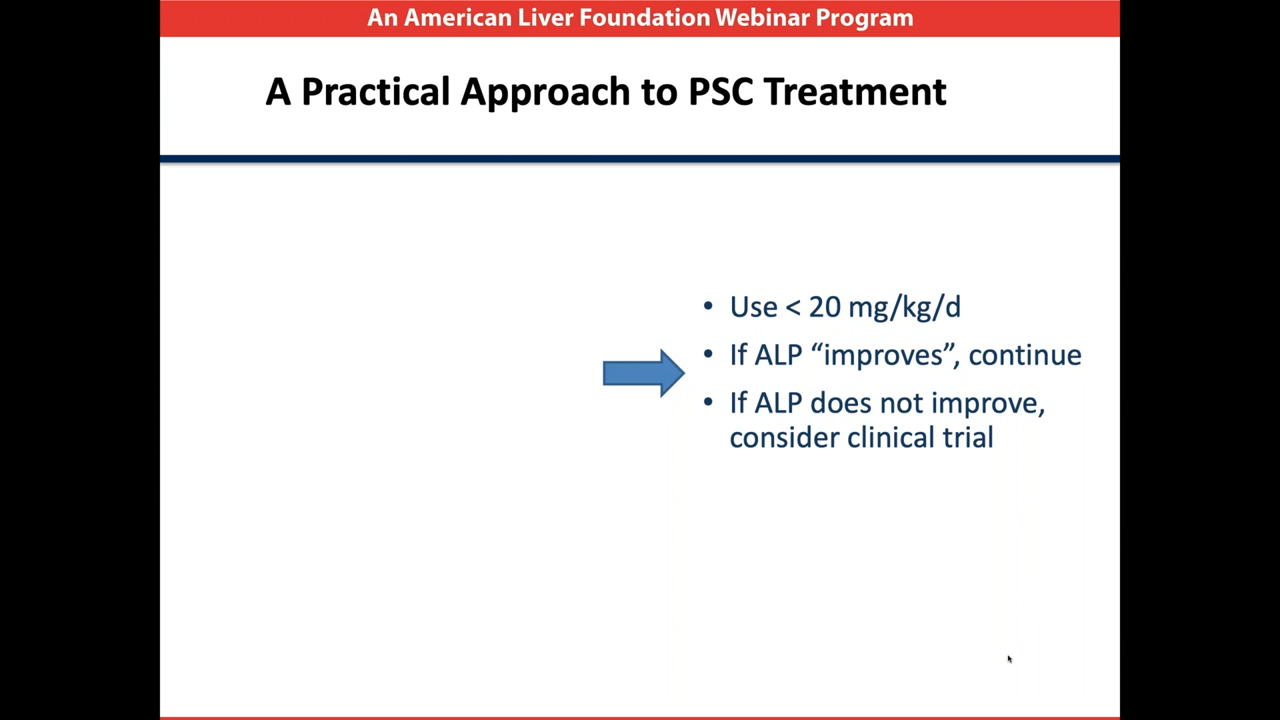 An American Liver Foundation Webinar Program
A Practical Approach to PSC Treatment
• Use < 20 mg/kg/d
• If ALP “improves”, continue
• If ALP does not improve,
consider clinical trial